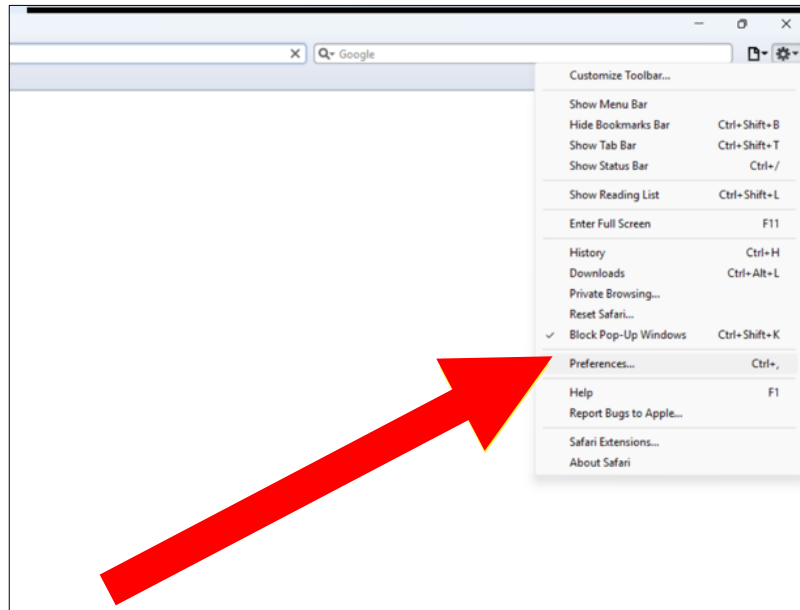 Google
Customize Toolbar...
Show Menu Bar
Hide Bookmarks Bar Ctrl+Shift+B
Show Tab Bar Ctrl+Shift+T
Show Status Bar Ctrl+/
Show Reading List Ctrl+Shift+L
Enter Full Screen F11
History Ctrl+H
Downloads Ctrl+Alt+L
Private Browsing...
Reset Safari...
Block Pop-Up Windows Ctrl+Shift+K
Preferences... Ctrl+,
Help F1
Report Bugs to Apple...
Safari Extensions...
About Safari